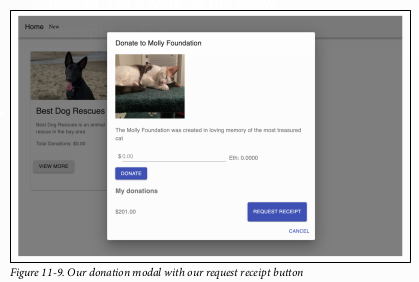 Home New
Donate to Molly Foundation
Best Dog Rescues
Best Dog Rescues is an animal
rescue in the bay area
Total Donations: $0.00
VIEW MORE
The Molly Foundation was created in loving memory of the most treasured
cat
$ 0.00 Eth: 0.0000
DONATE
My donations
$201.00 REQUEST RECEIPT
CANCEL
Figure 11-9. Our donation modal with our request receipt button